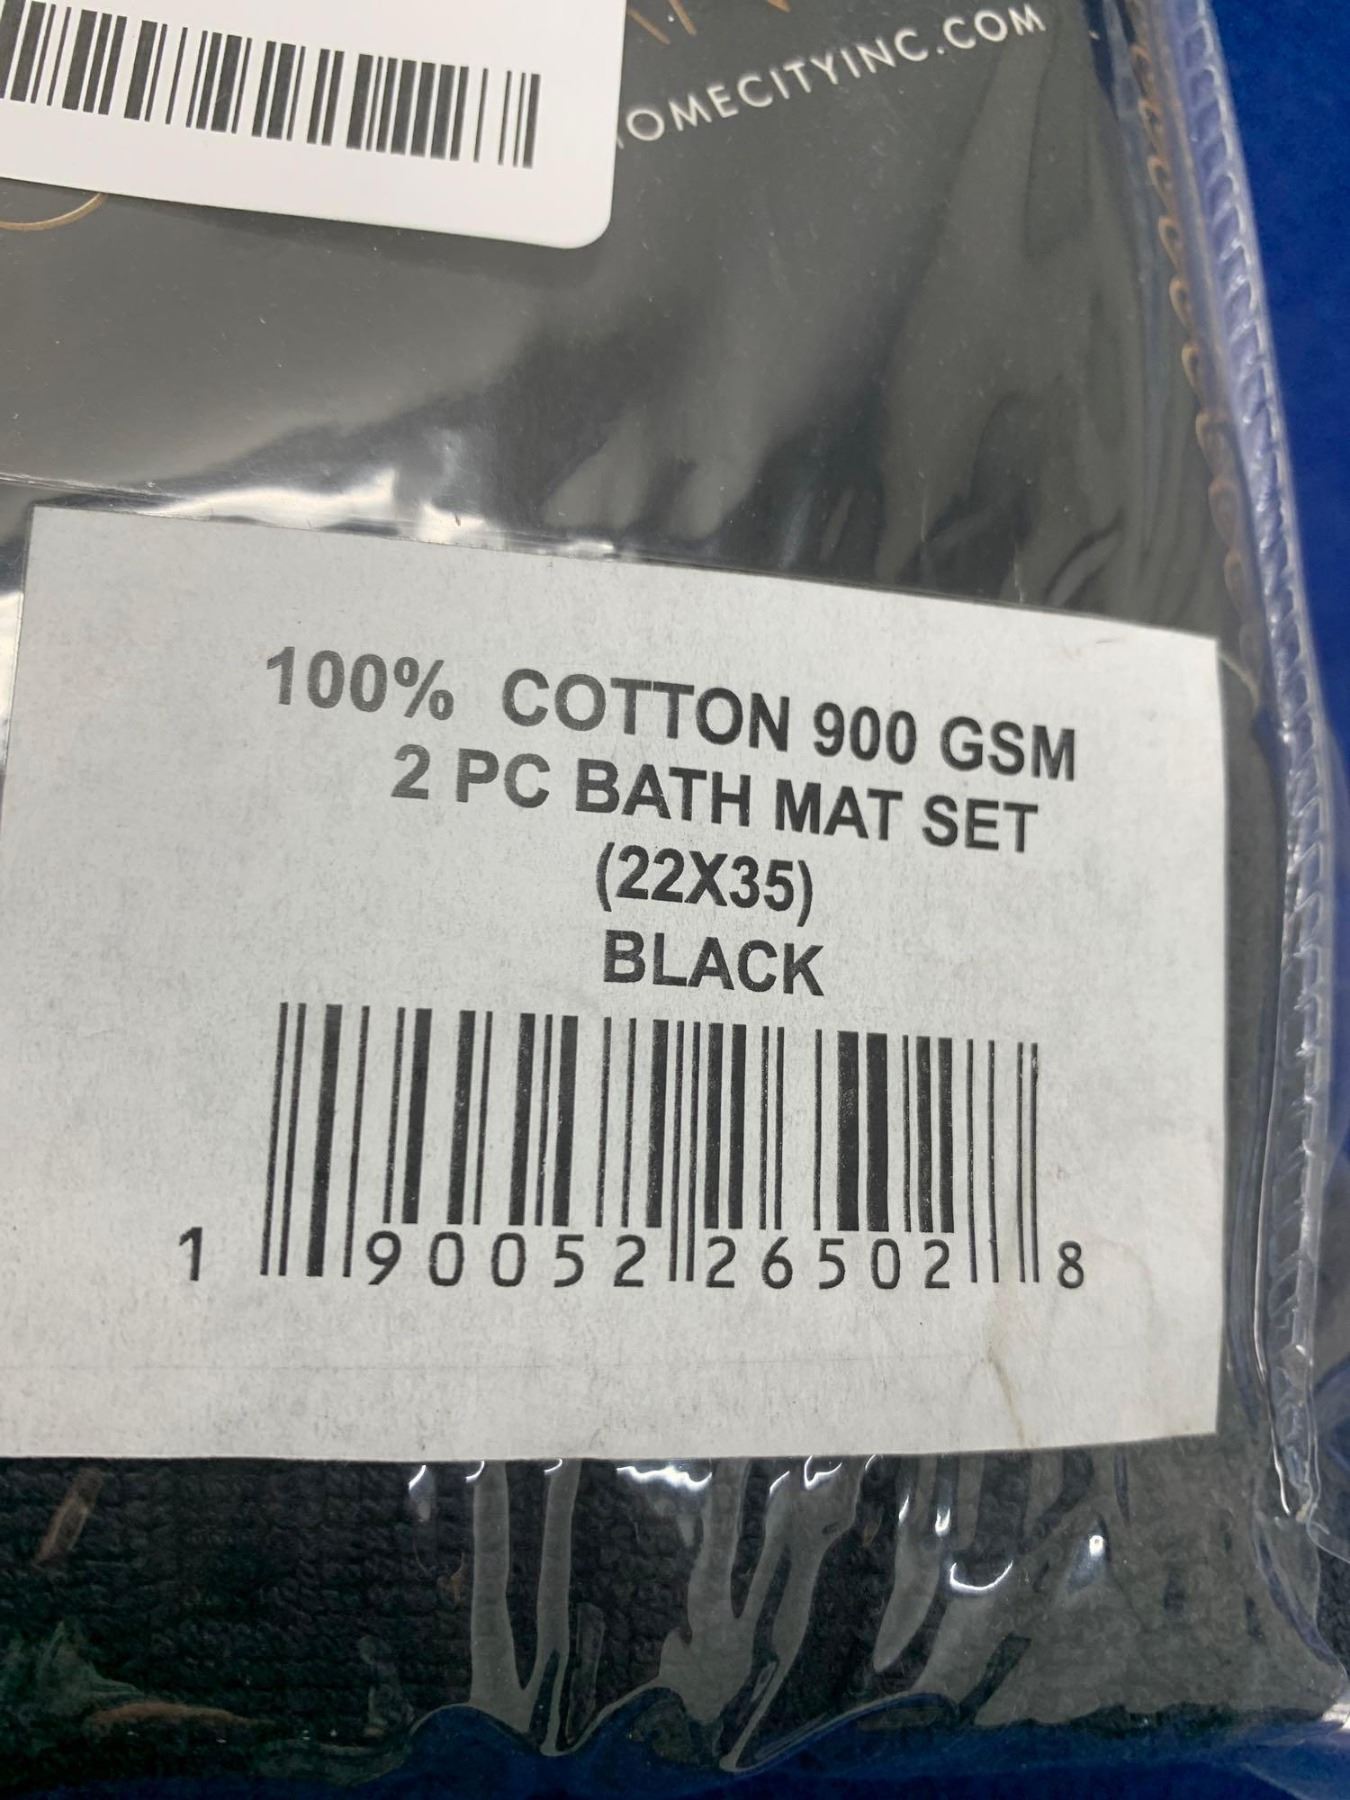 OMECITYINC.COM
100% COTTON 900 GSM
2 PC BATH MAT SET
(22X35)
BLACK
1 90052 26502 8